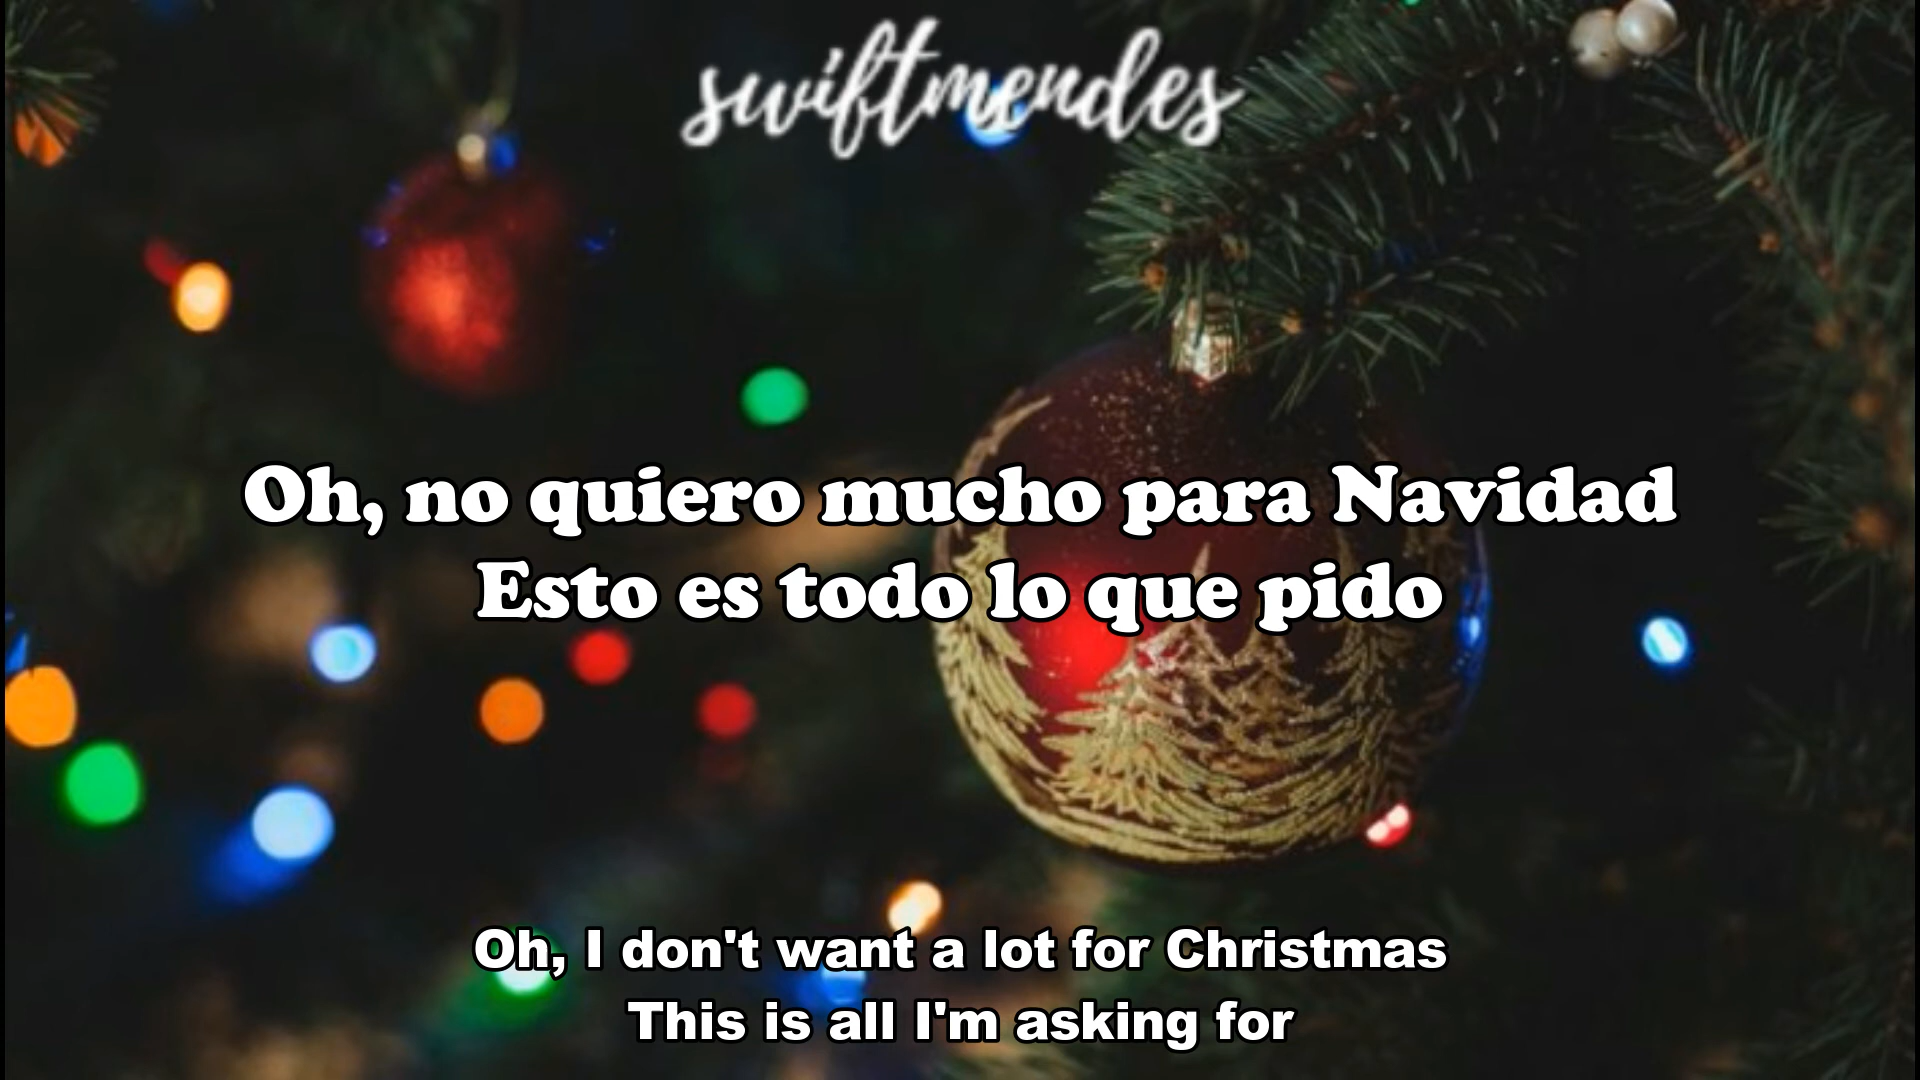 swiftmendes
Oh, no quiero mucho para Navidad
Esto es todo lo que pido
Oh, I don't want a lot for Christmas
This is all I'm asking for